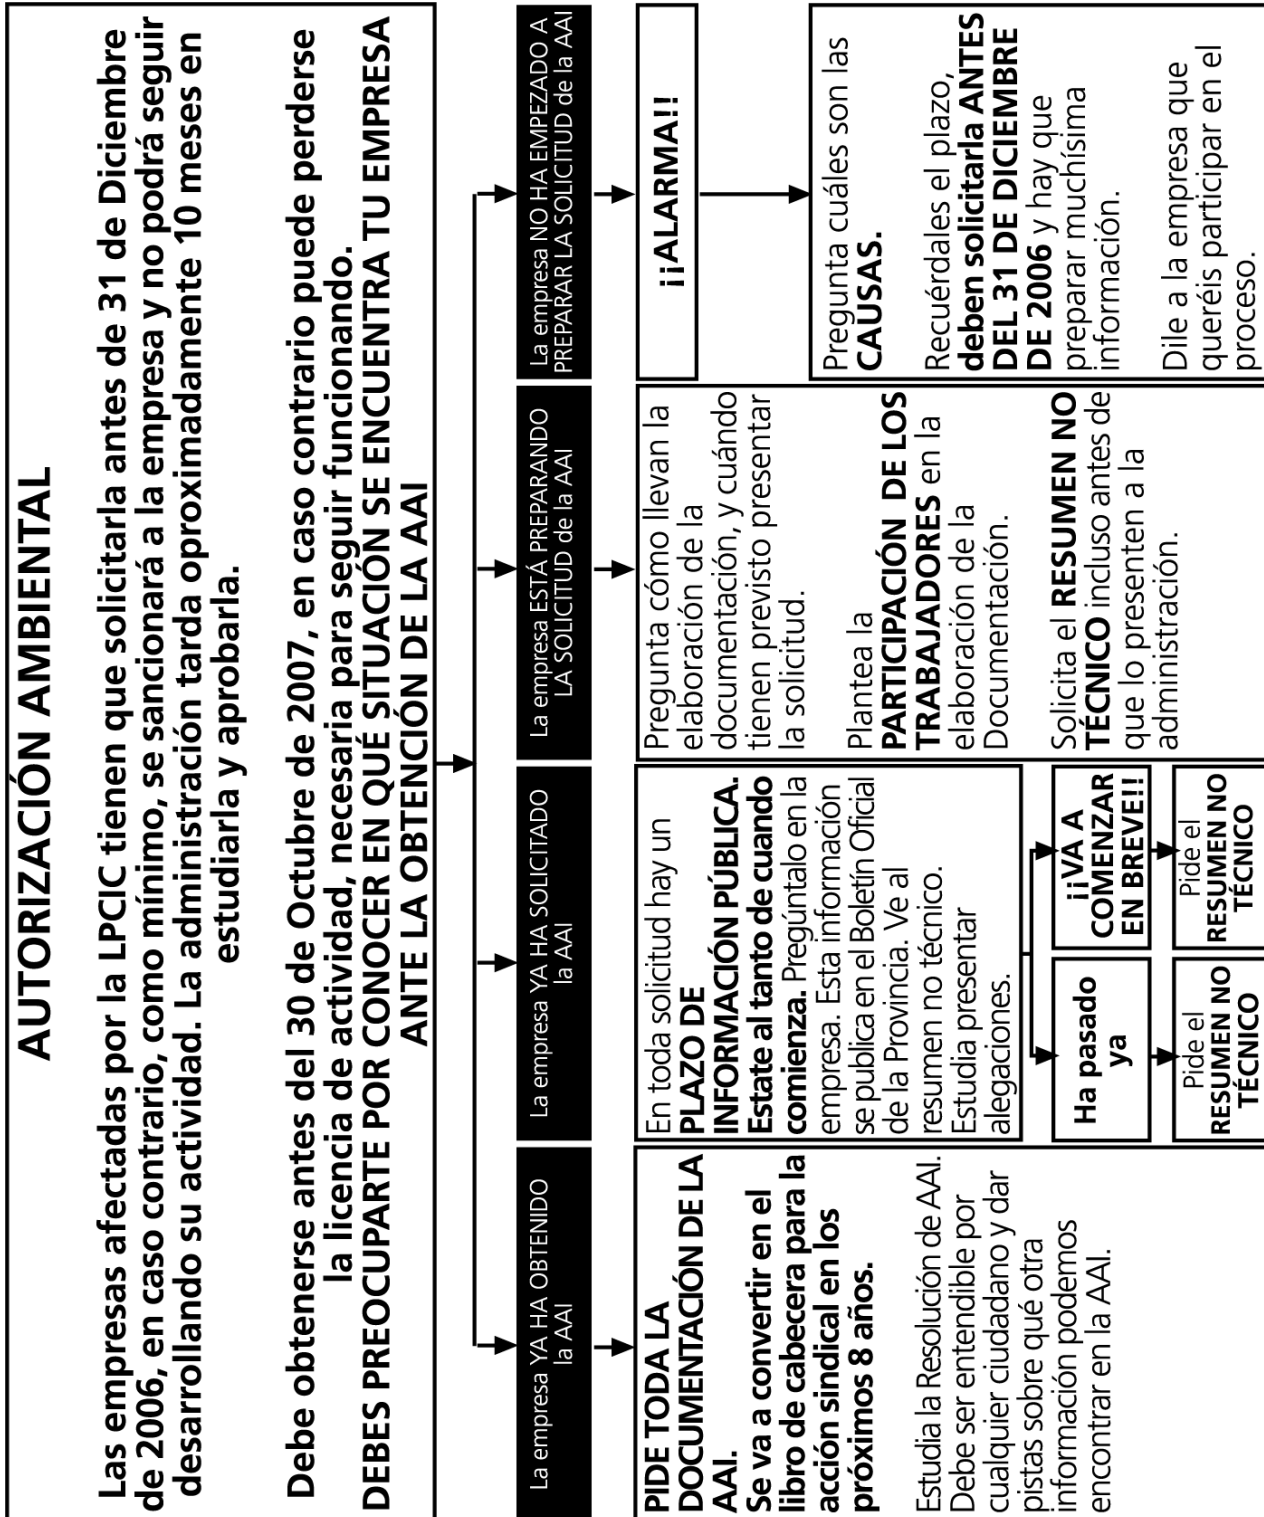 AUTORIZACIÓN AMBIENTAL
Las empresas afectadas por la LPCIC tienen que solicitarla antes de 31 de Diciembre
de 2006, en caso contrario, como mínimo, se sancionará a la empresa y no podrá seguir
desarrollando su actividad. La administración tarda oproximadamente 10 meses en
estudiarla y aprobarla.
Debe obtenerse antes del 30 de Octubre de 2007, en caso contrario puede perderse
la licencia de actividad, necesaria para seguir funcionando.
DEBES PREOCUPARTE POR CONOCER EN QUÉ SITUACIÓN SE ENCUENTRA TU EMPRESA
ANTE LA OBTENCIÓN DE LA AAI
La empresa YA HA OBTENIDO
la AAI
PIDE TODA LA
DOCUMENTACIÓN DE LA
AAI.
Se va a convertir en el
libro de cabecera para la
acción sindical en los
próximos 8 años.
Estudia la Resolución de AAI.
Debe ser entendible por
cualquier ciudadano y dar
pistas sobre qué otra
información podemos
encontrar en la AAI.
La empresa YA HA SOLICITADO
la AAI
En toda solicitud hay un
PLAZO DE
INFORMACIÓN PÚBLICA.
Estate al tanto de cuando
comienza. Pregúntalo en la
empresa. Esta información
se publica en el Boletín Oficial
de la Provincia. Ve al
resumen no técnico.
Estudia presentar
alegaciones.
Ha pasado
ya
Pide el
RESUMEN NO
TÉCNICO
¡¡VA A
COMENZAR
EN BREVE!!
Pide el
RESUMEN NO
TÉCNICO
La empresa ESTÁ PREPARANDO
LA SOLICITUD de la AAI
Pregunta cómo llevan la
elaboración de la
documentación, y cuándo
tienen previsto presentar
la solicitud.
Plantea la
PARTICIPACIÓN DE LOS
TRABAJADORES en la
elaboración de la
Documentación.
Solicita el RESUMEN NO
TÉCNICO incluso antes de
que lo presenten a la
administración.
La empresa NO HA EMPEZADO A
PREPARAR LA SOLICITUD de la AAI
¡¡ALARMA!!
Pregunta cuáles son las
CAUSAS.
Recuérdales el plazo,
deben solicitarla ANTES
DEL 31 DE DICIEMBRE
DE 2006 y hay que
preparar muchísima
información.
Dile a la empresa que
queréis participar en el
proceso.